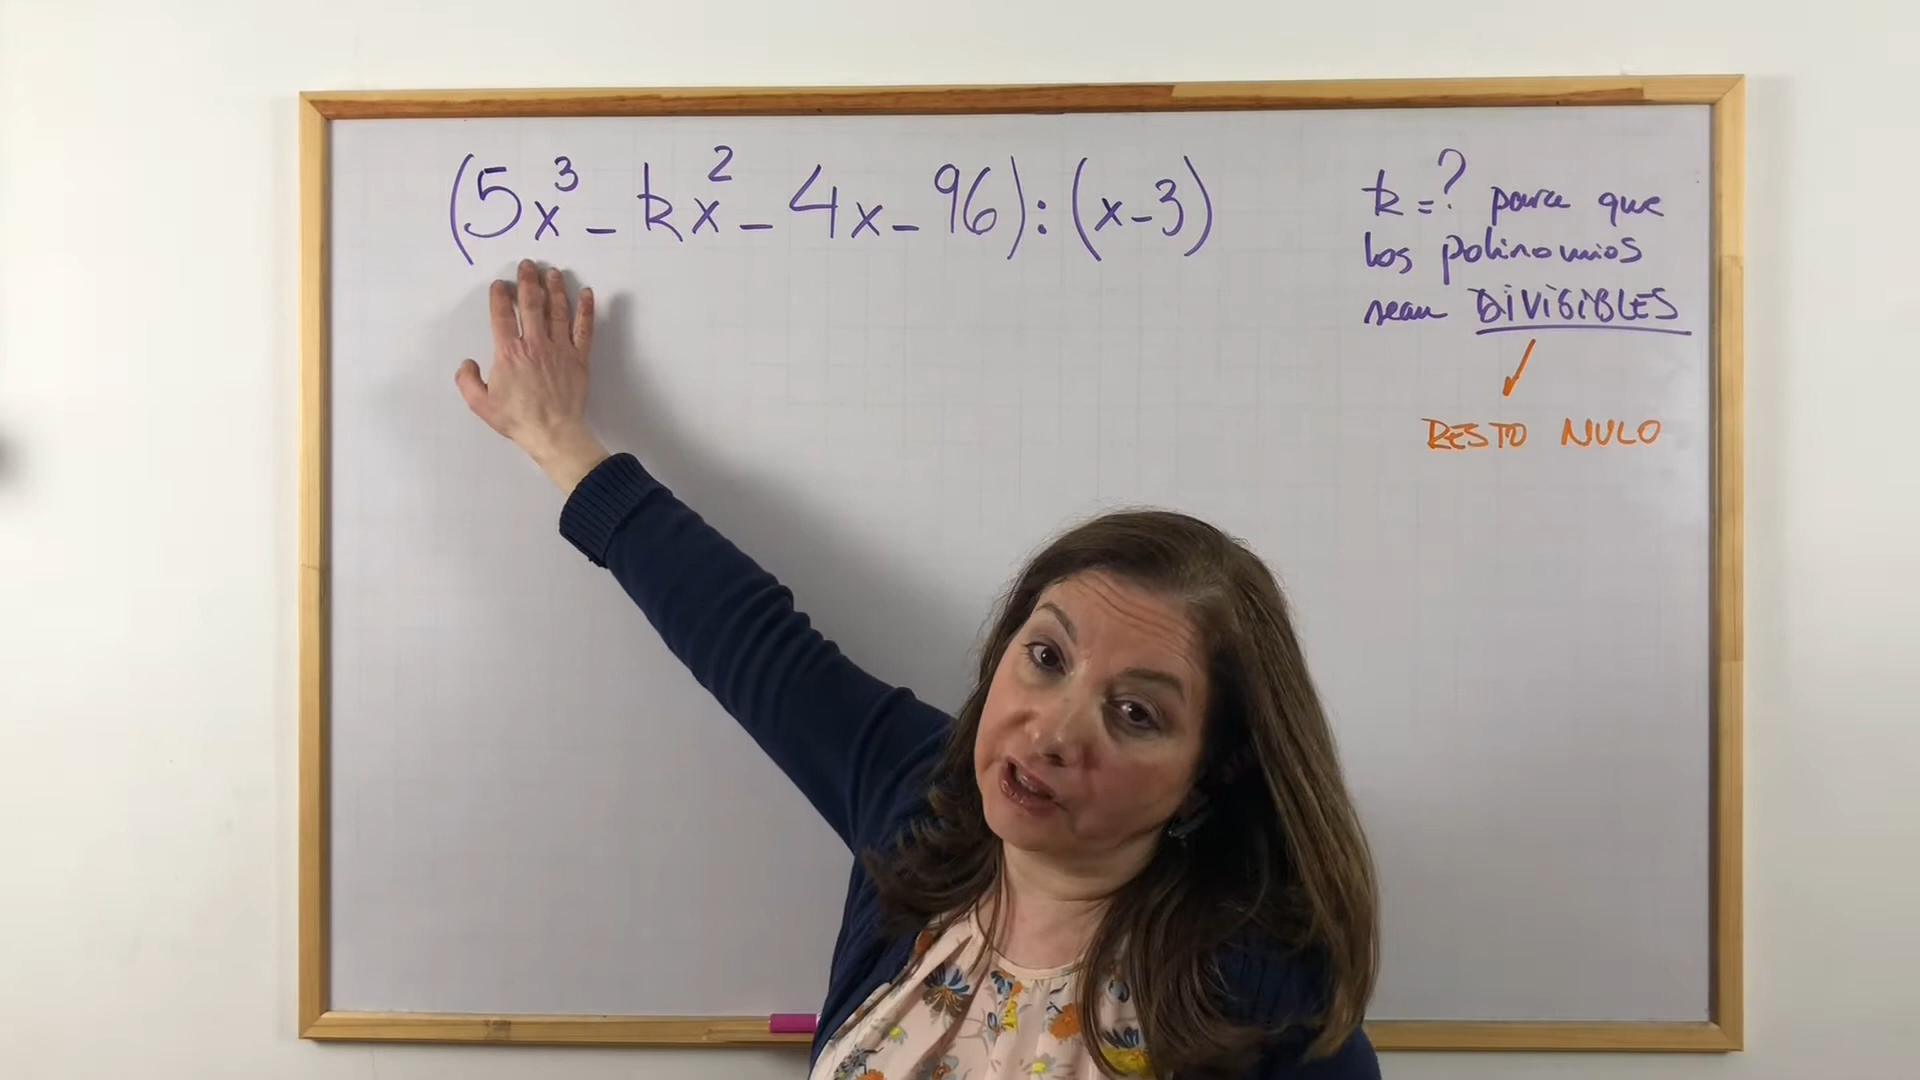 (5x³ - kx² - 4x - 96) : (x - 3)
k = ? para que
los polinomios
sean DIVISIBLES
RESTO NULO